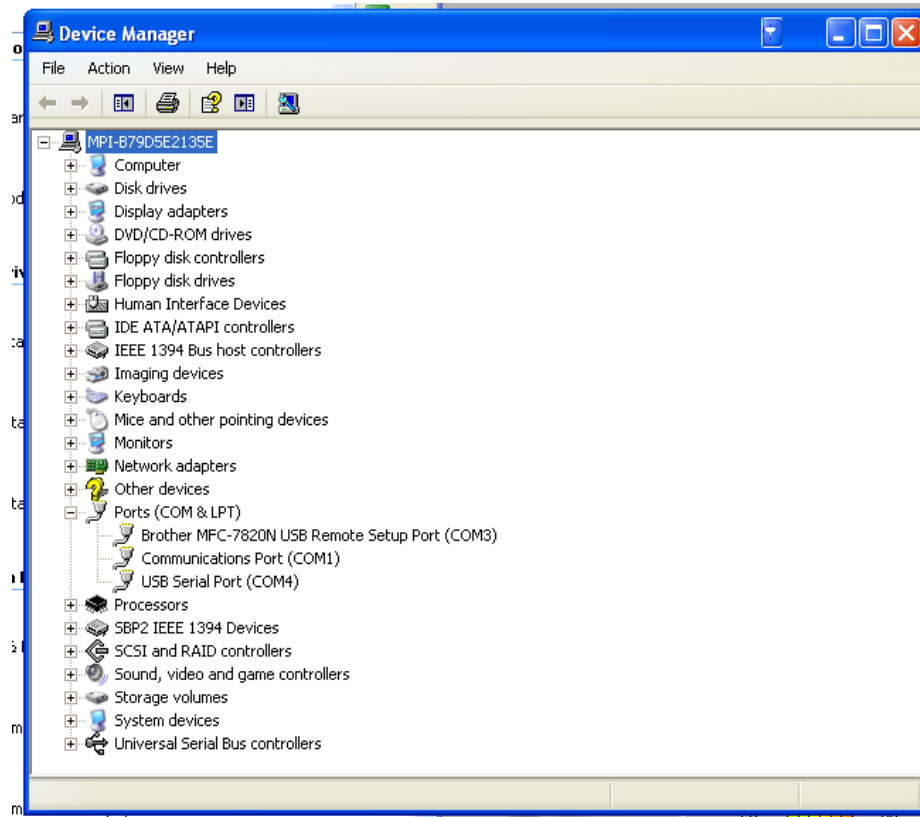 Device Manager
File Action View Help
MPI-B79D5E2135E
Computer
Disk drives
Display adapters
DVD/CD-ROM drives
Floppy disk controllers
Floppy disk drives
Human Interface Devices
IDE ATA/ATAPI controllers
IEEE 1394 Bus host controllers
Imaging devices
Keyboards
Mice and other pointing devices
Monitors
Network adapters
Other devices
Ports (COM & LPT)
Brother MFC-7820N USB Remote Setup Port (COM3)
Communications Port (COM1)
USB Serial Port (COM4)
Processors
SBP2 IEEE 1394 Devices
SCSI and RAID controllers
Sound, video and game controllers
Storage volumes
System devices
Universal Serial Bus controllers